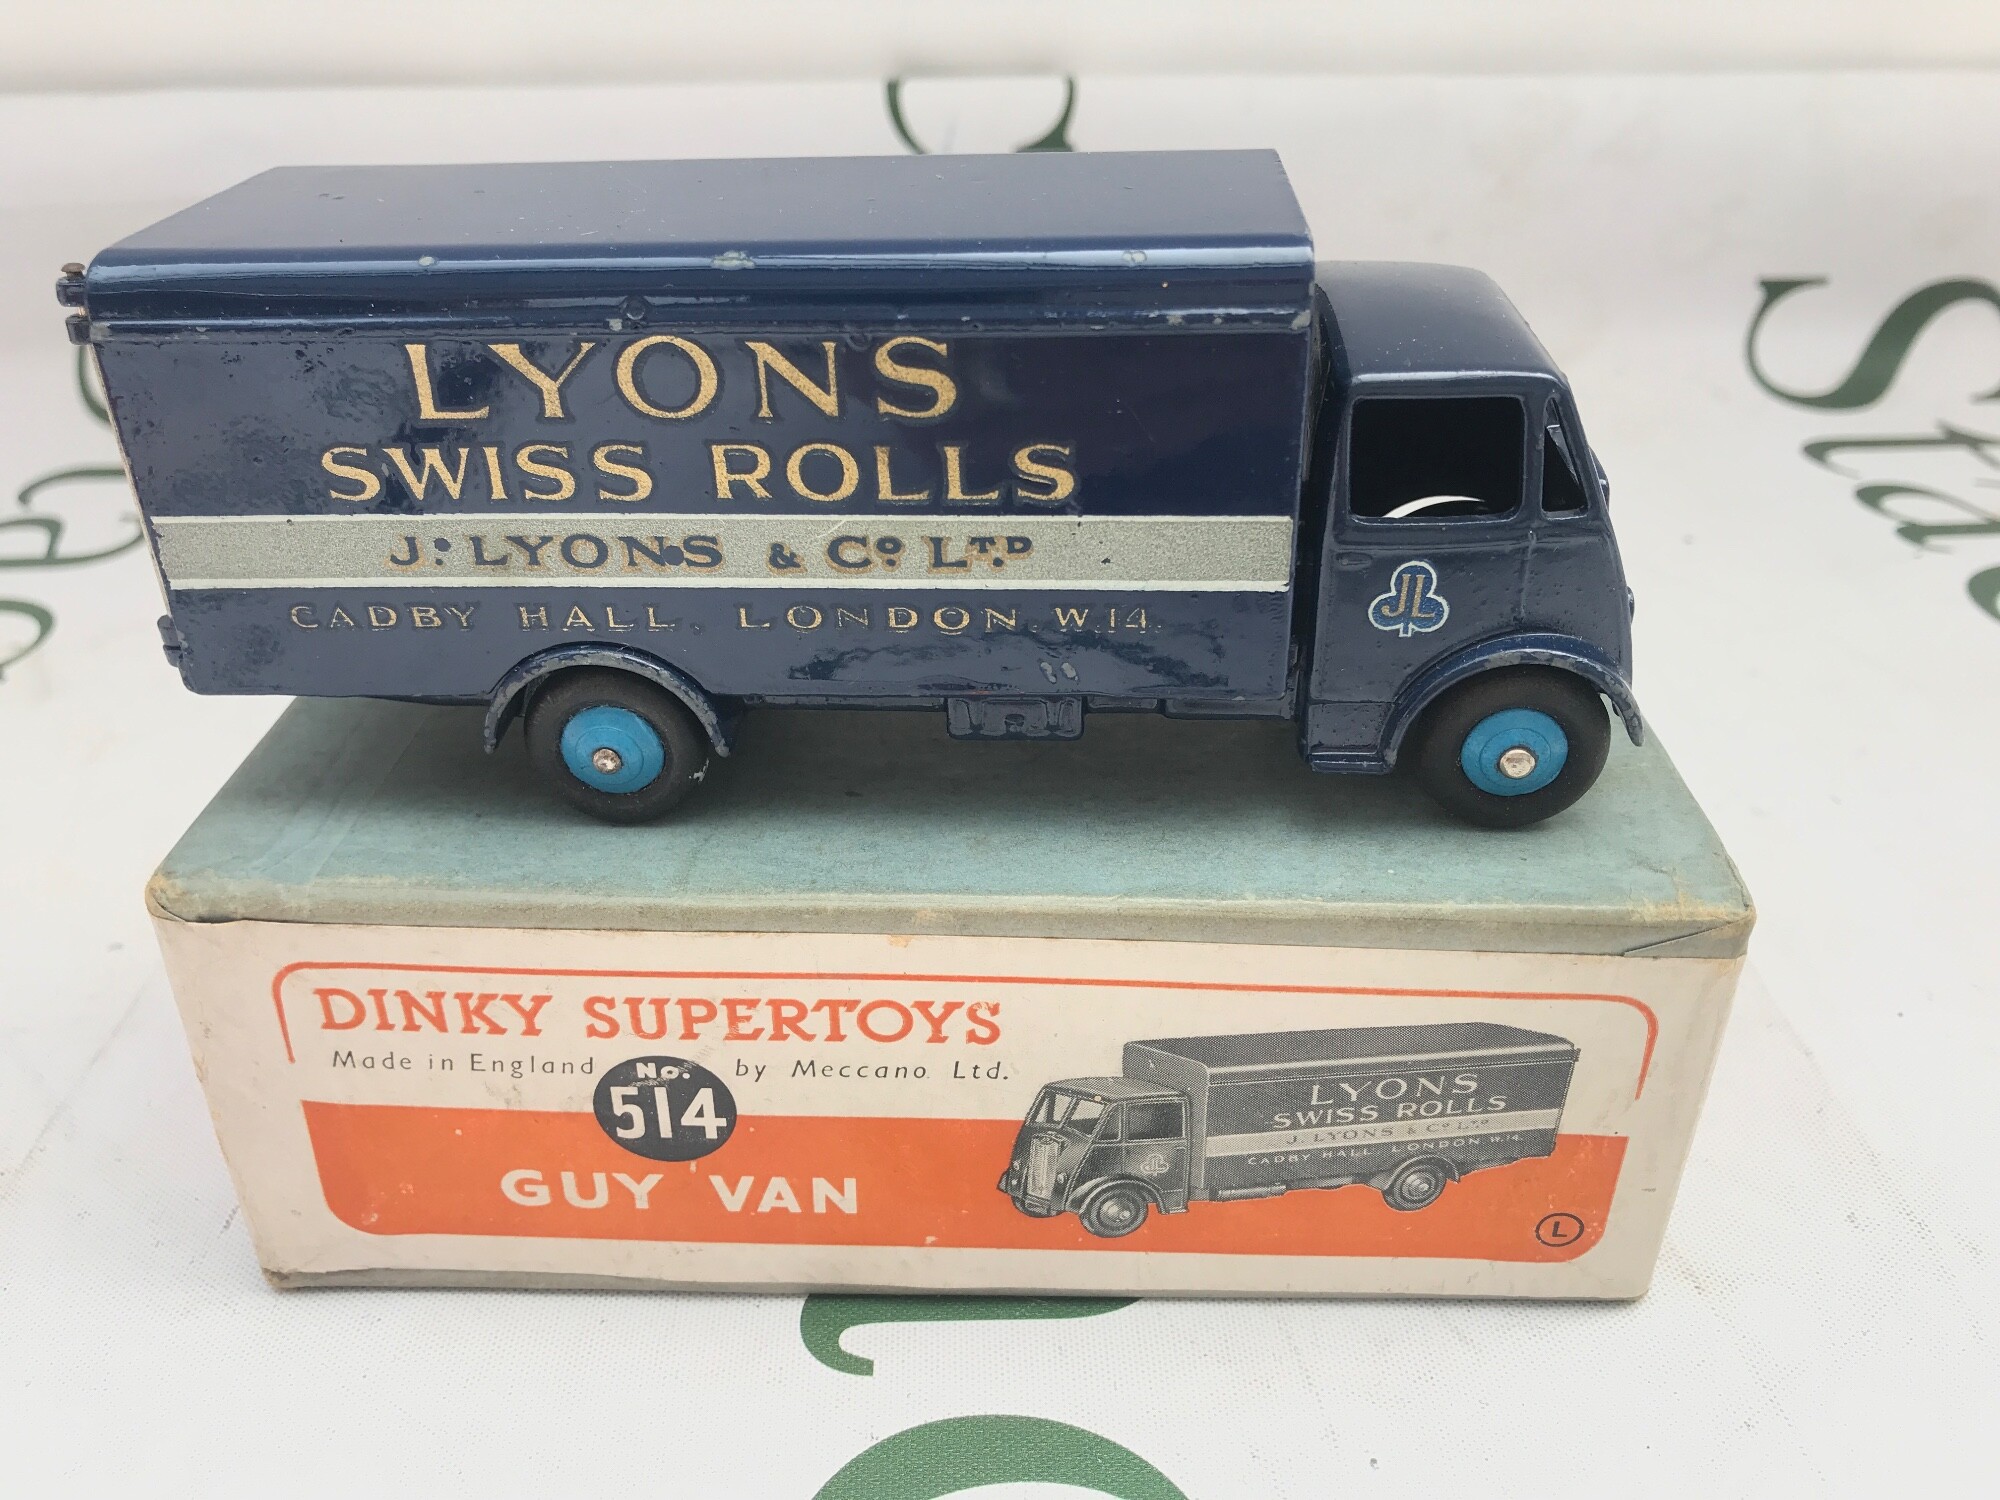 LYONS
SWISS ROLLS
J. LYONS & Co. LTD
CADBY HALL, LONDON. W.14.
JL
DINKY SUPERTOYS
Made in England by Meccano Ltd.
No.
514
GUY VAN
LYONS
SWISS ROLLS
J. LYONS & Co LTD
CADBY HALL LONDON W.14.
JL
L